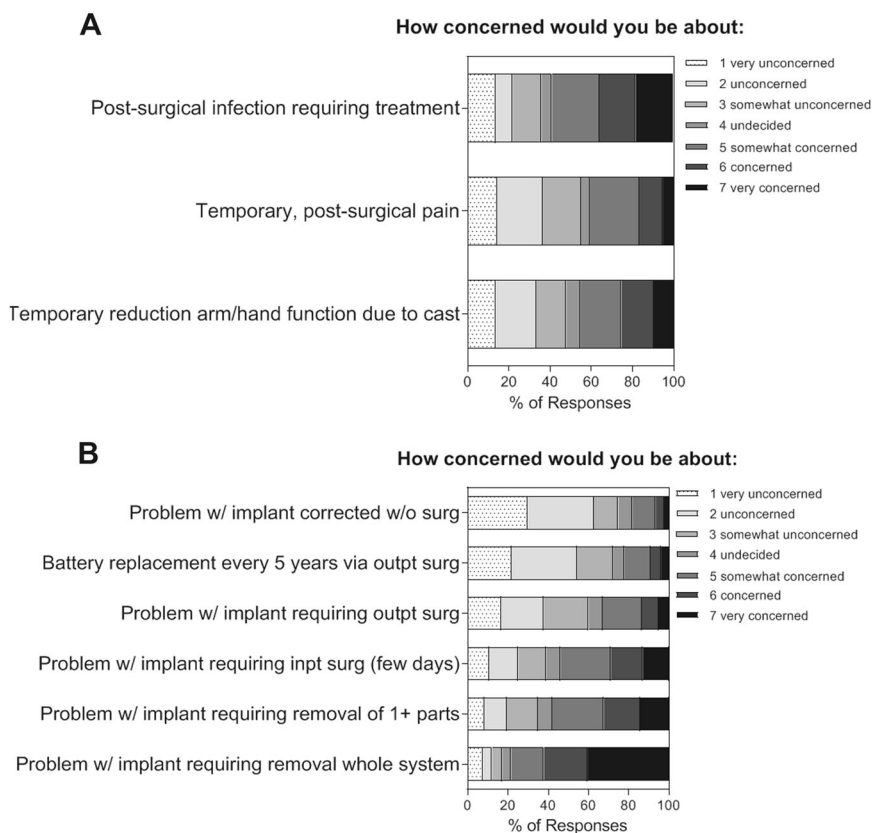 A
How concerned would you be about:
1 very unconcerned
2 unconcerned
3 somewhat unconcerned
4 undecided
5 somewhat concerned
6 concerned
7 very concerned
Post-surgical infection requiring treatment
Temporary, post-surgical pain
Temporary reduction arm/hand function due to cast
0 20 40 60 80 100
% of Responses
B
How concerned would you be about:
1 very unconcerned
2 unconcerned
3 somewhat unconcerned
4 undecided
5 somewhat concerned
6 concerned
7 very concerned
Problem w/ implant corrected w/o surg
Battery replacement every 5 years via outpt surg
Problem w/ implant requiring outpt surg
Problem w/ implant requiring inpt surg (few days)
Problem w/ implant requiring removal of 1+ parts
Problem w/ implant requiring removal whole system
0 20 40 60 80 100
% of Responses